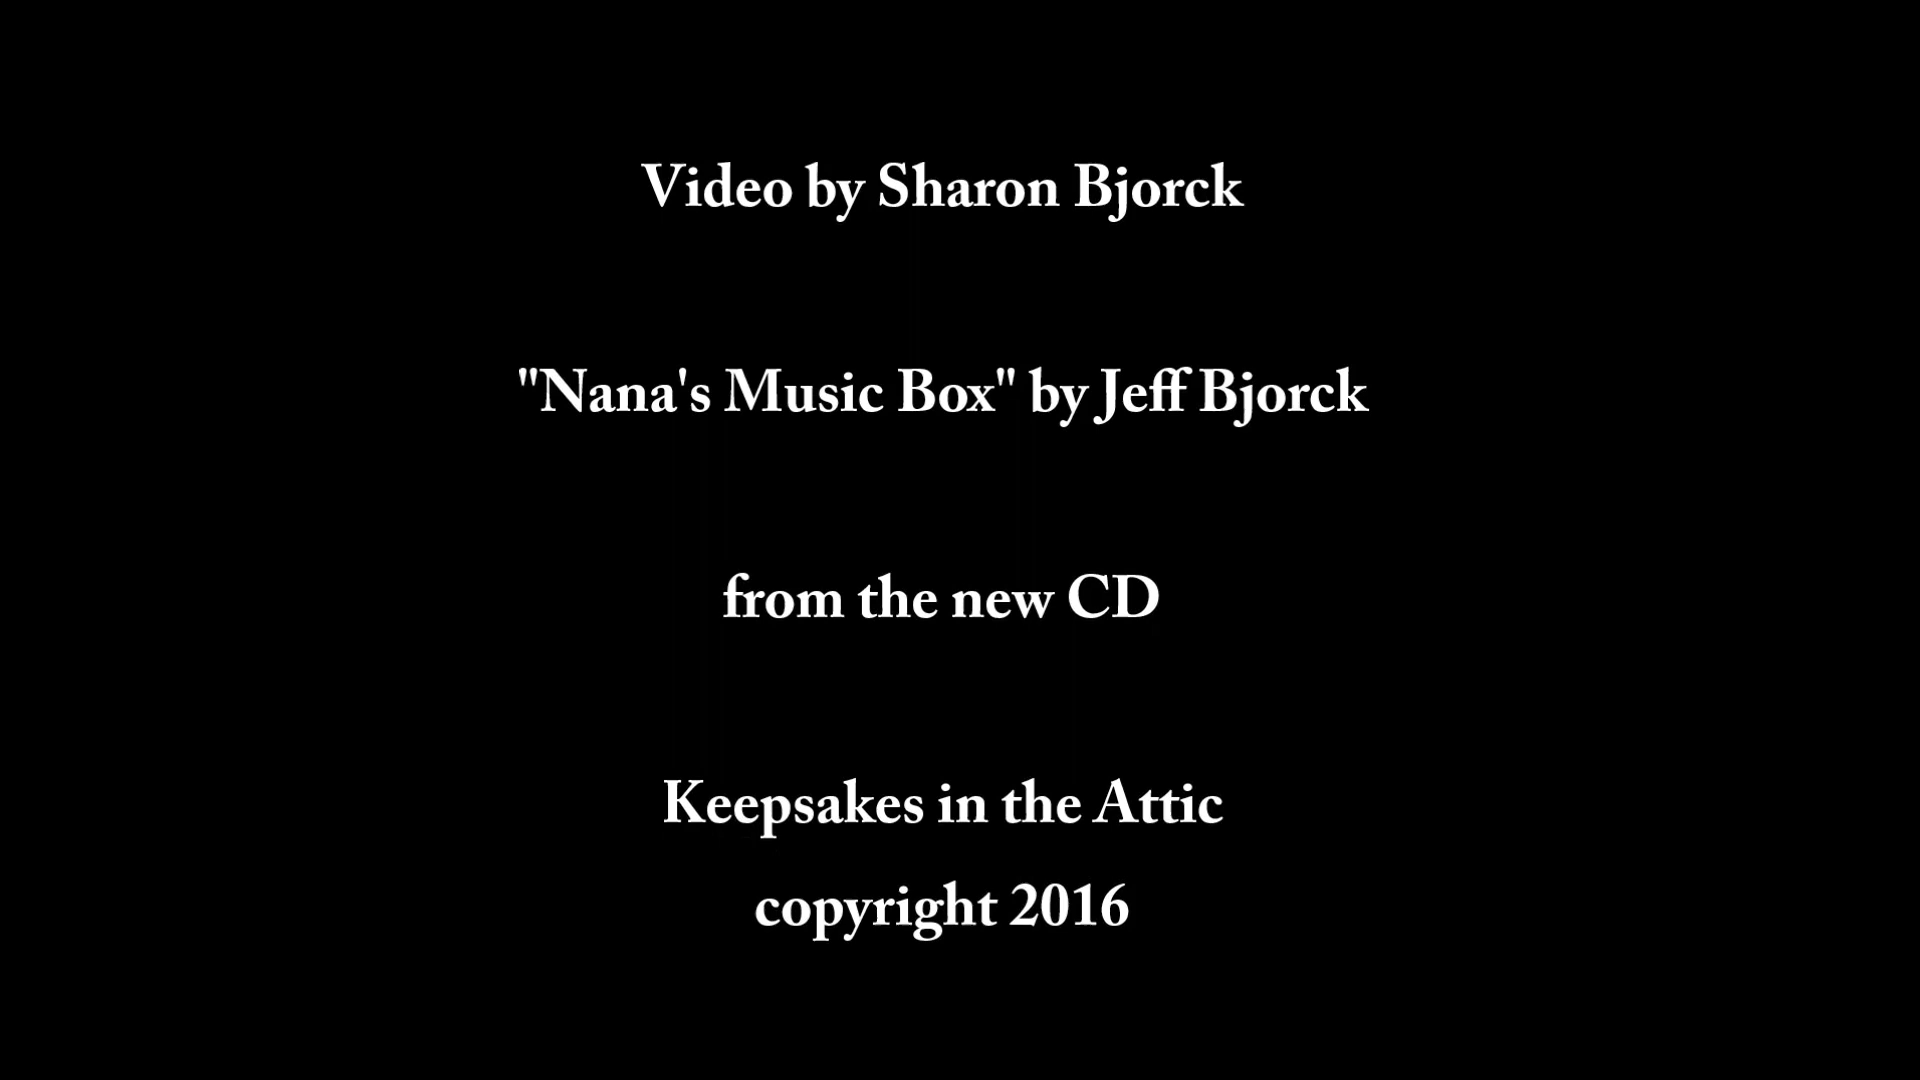 Video by Sharon Bjorck
"Nana's Music Box" by Jeff Bjorck
from the new CD
Keepsakes in the Attic
copyright 2016